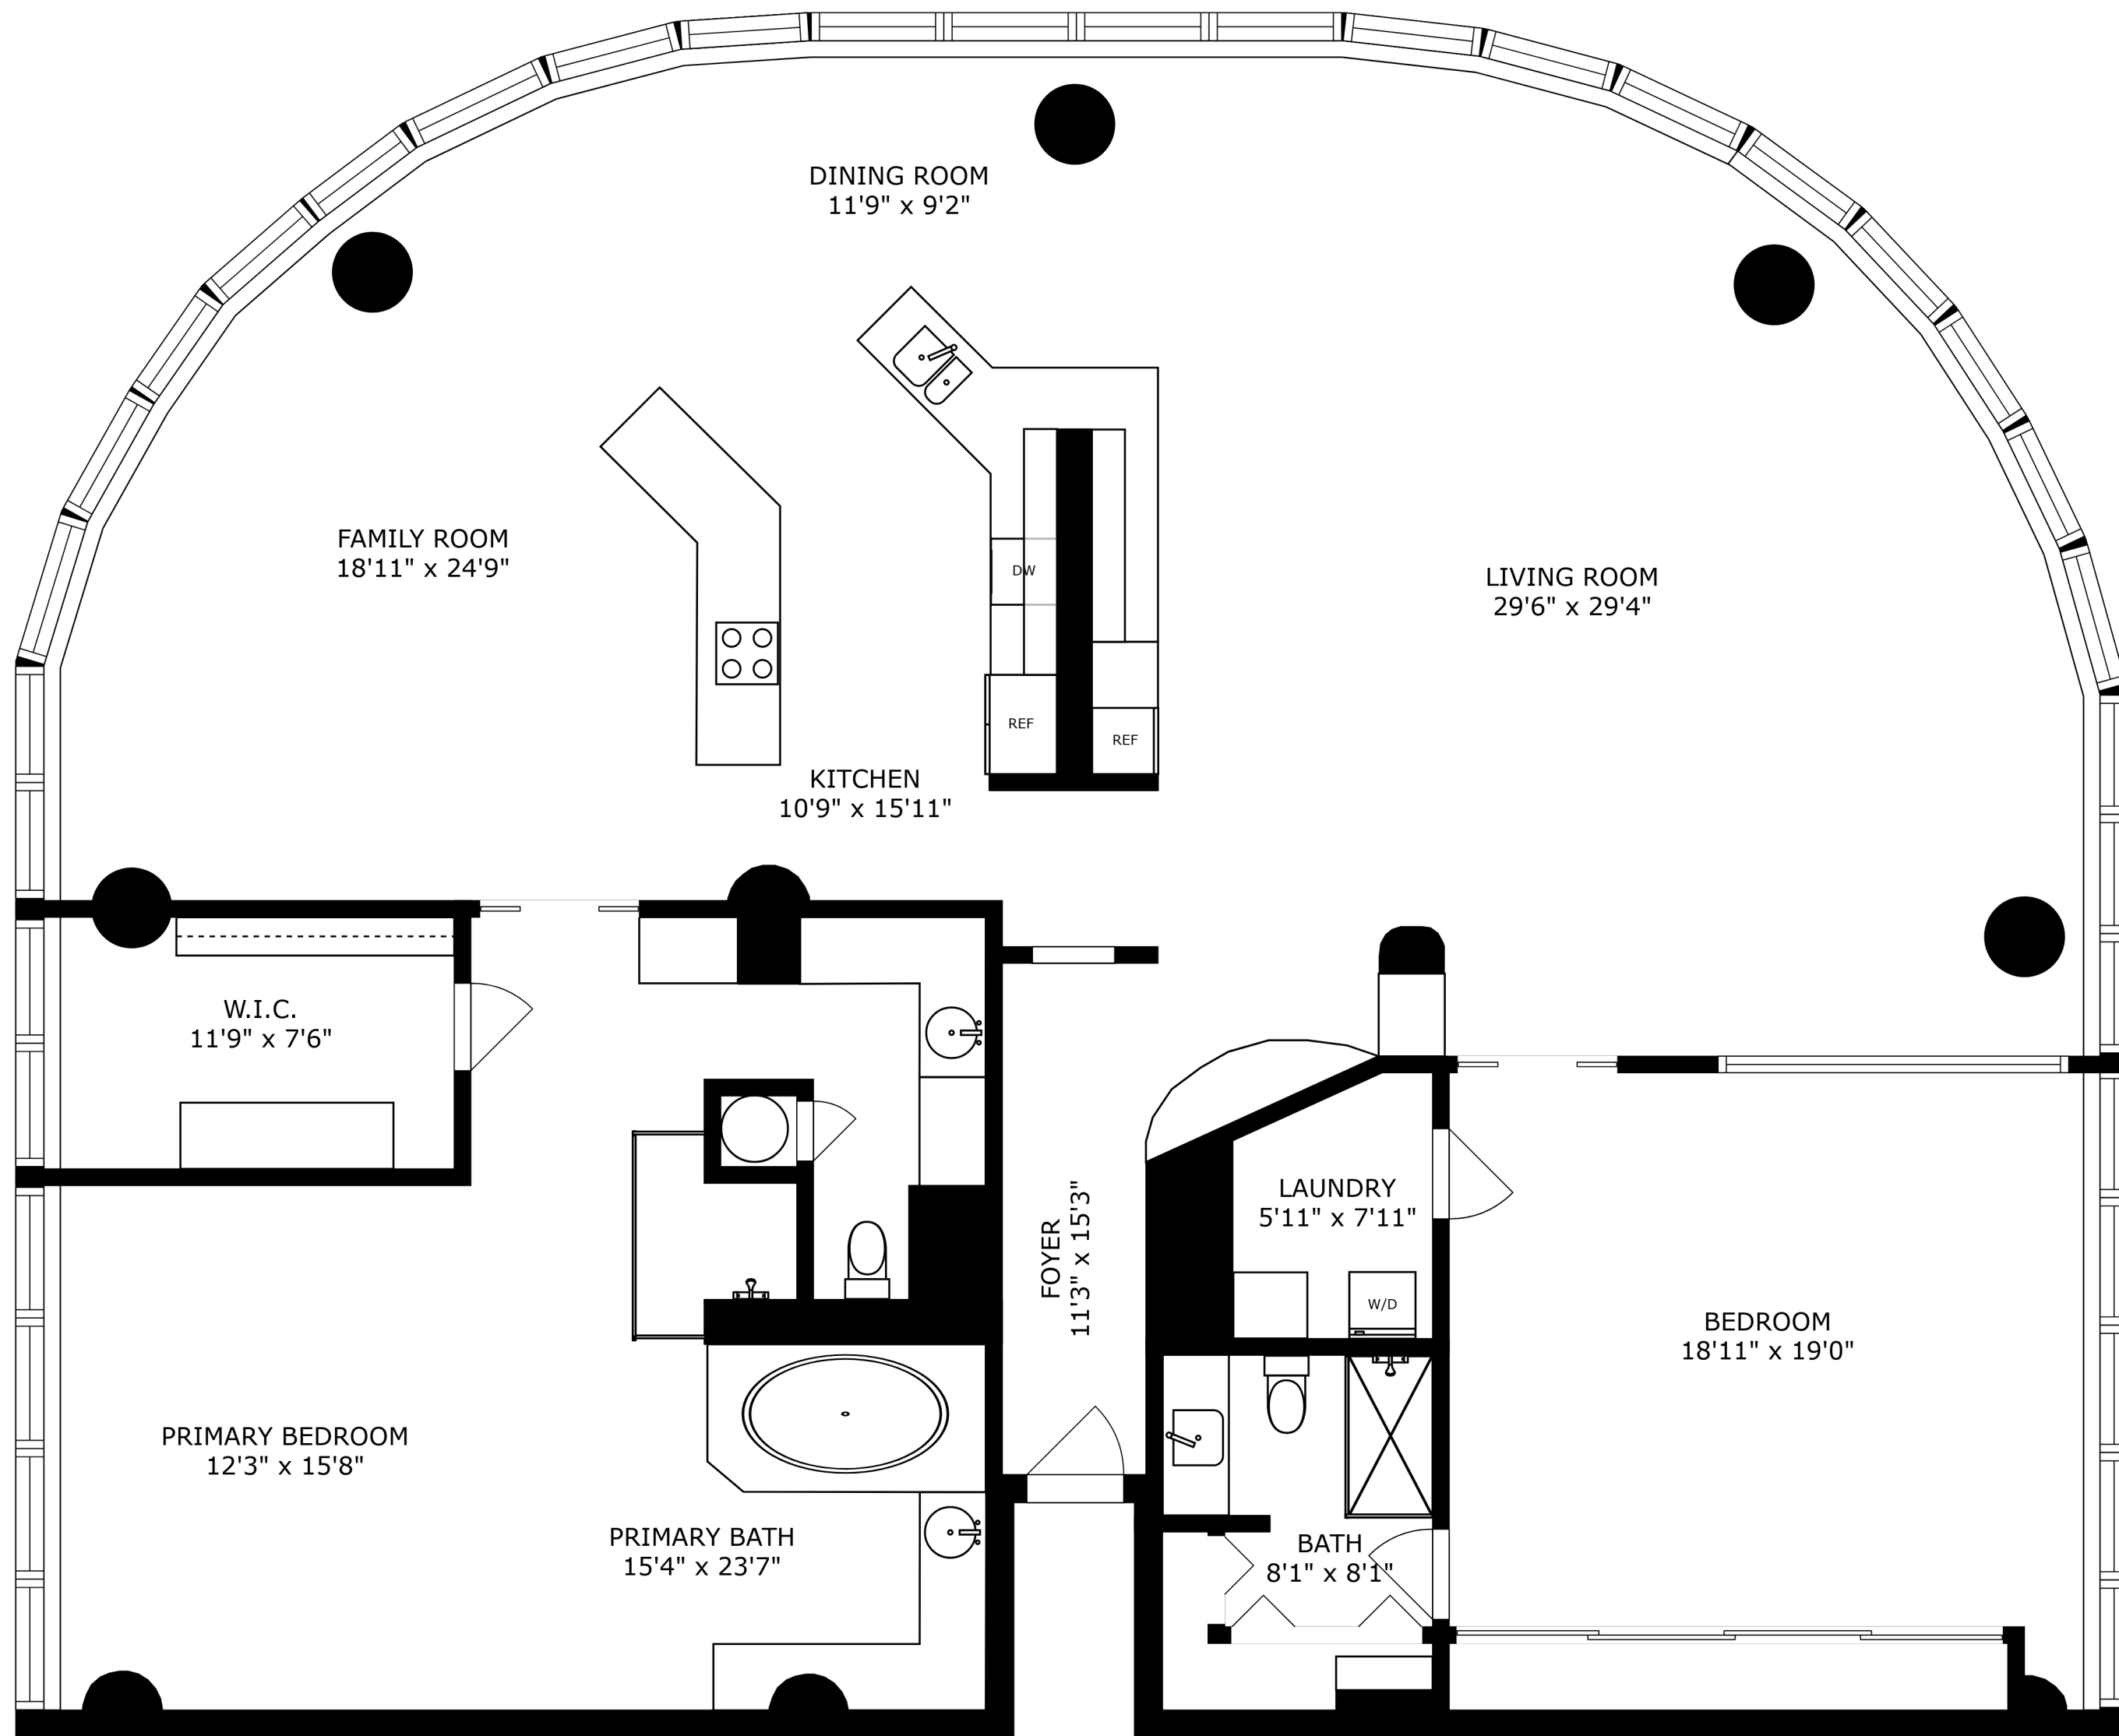 DINING ROOM
11'9" x 9'2"
FAMILY ROOM
18'11" x 24'9"
LIVING ROOM
29'6" x 29'4"
DW
REF
REF
KITCHEN
10'9" x 15'11"
W.I.C.
11'9" x 7'6"
FOYER
11'3" x 15'3"
LAUNDRY
5'11" x 7'11"
W/D
BEDROOM
18'11" x 19'0"
PRIMARY BEDROOM
12'3" x 15'8"
PRIMARY BATH
15'4" x 23'7"
BATH
8'1" x 8'1"